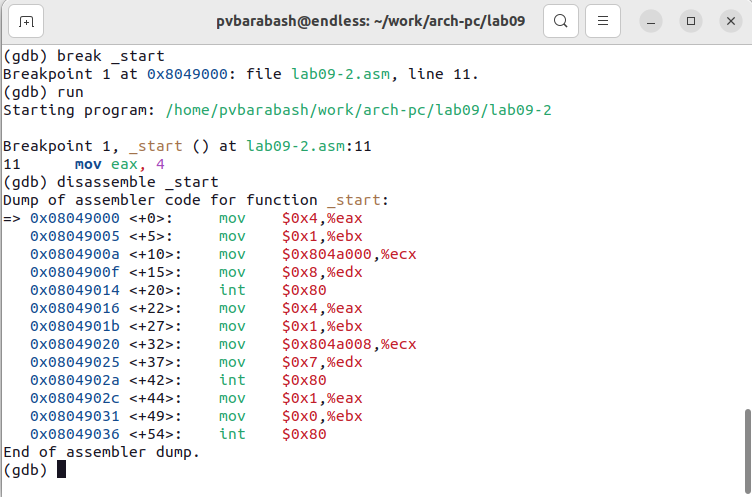 pvbarabash@endless: ~/work/arch-pc/lab09
(gdb) break _start
Breakpoint 1 at 0x8049000: file lab09-2.asm, line 11.
(gdb) run
Starting program: /home/pvbarabash/work/arch-pc/lab09/lab09-2

Breakpoint 1, _start () at lab09-2.asm:11
11      mov eax, 4
(gdb) disassemble _start
Dump of assembler code for function _start:
=> 0x08049000 <+0>:     mov    $0x4,%eax
   0x08049005 <+5>:     mov    $0x1,%ebx
   0x0804900a <+10>:    mov    $0x804a000,%ecx
   0x0804900f <+15>:    mov    $0x8,%edx
   0x08049014 <+20>:    int    $0x80
   0x08049016 <+22>:    mov    $0x4,%eax
   0x0804901b <+27>:    mov    $0x1,%ebx
   0x08049020 <+32>:    mov    $0x804a008,%ecx
   0x08049025 <+37>:    mov    $0x7,%edx
   0x0804902a <+42>:    int    $0x80
   0x0804902c <+44>:    mov    $0x1,%eax
   0x08049031 <+49>:    mov    $0x0,%ebx
   0x08049036 <+54>:    int    $0x80
End of assembler dump.
(gdb)